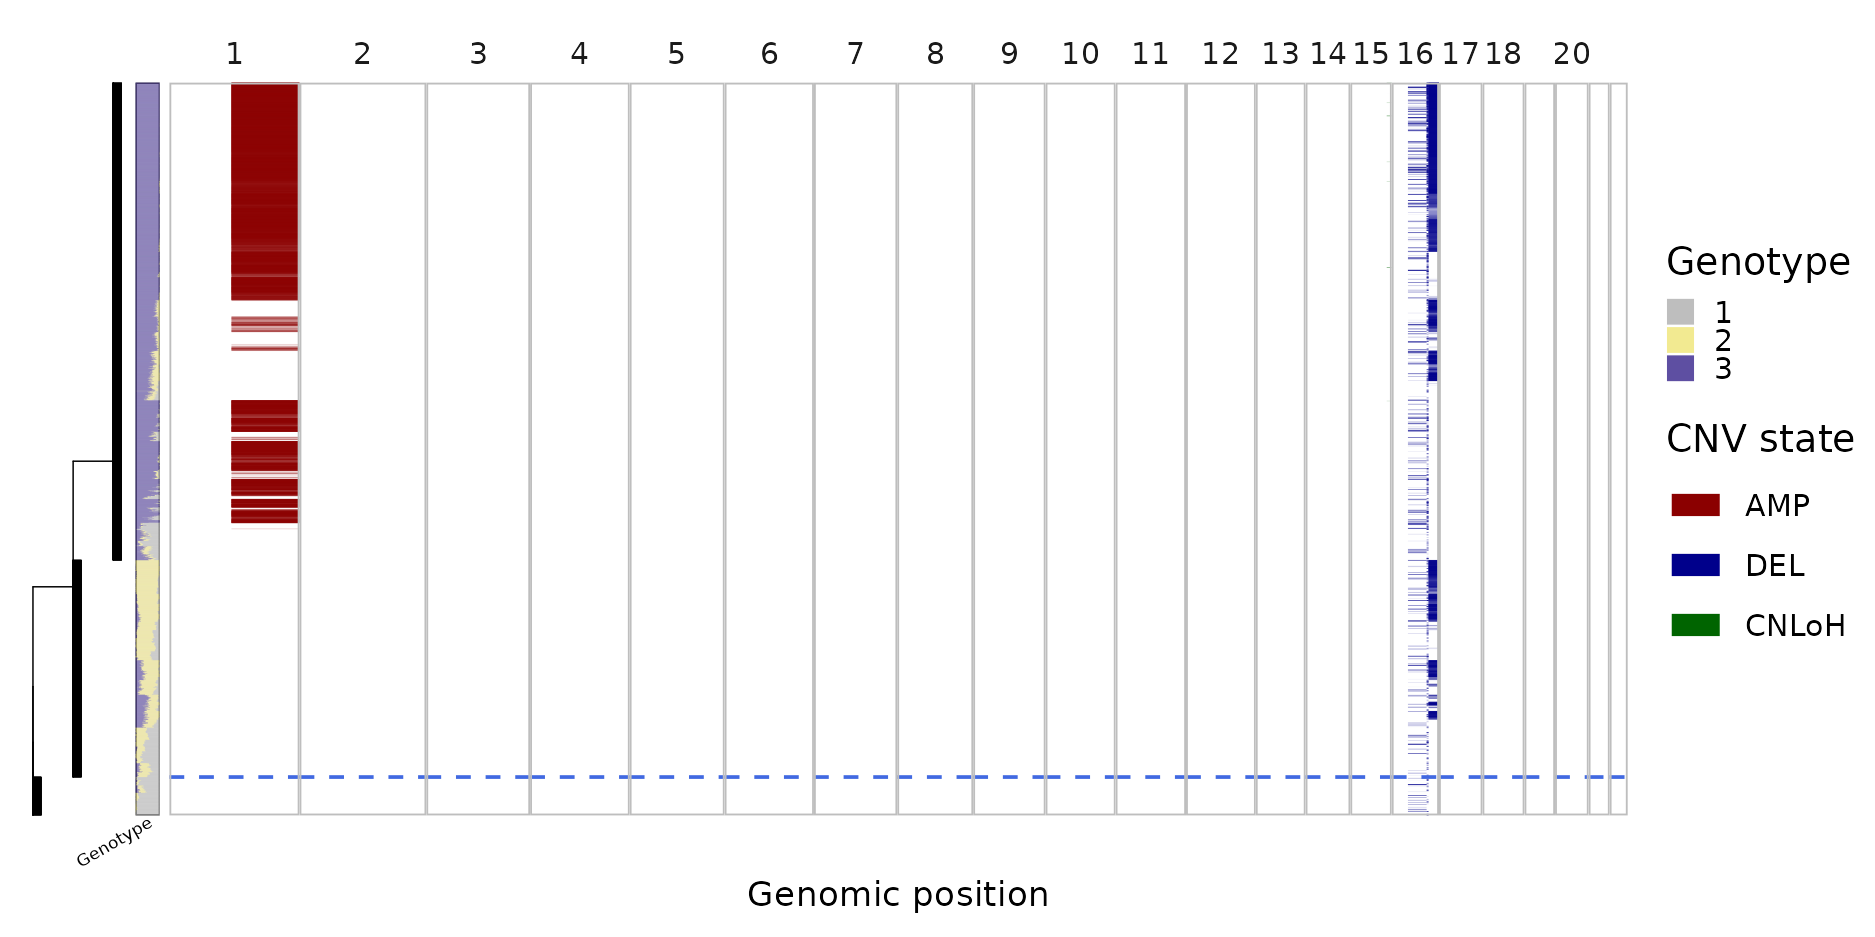 1 2 3 4 5 6 7 8 9 10 11 12 13 14 15 16 17 18 20
Genotype
1
2
3
CNV state
AMP
DEL
CNLoH
Genotype
Genomic position